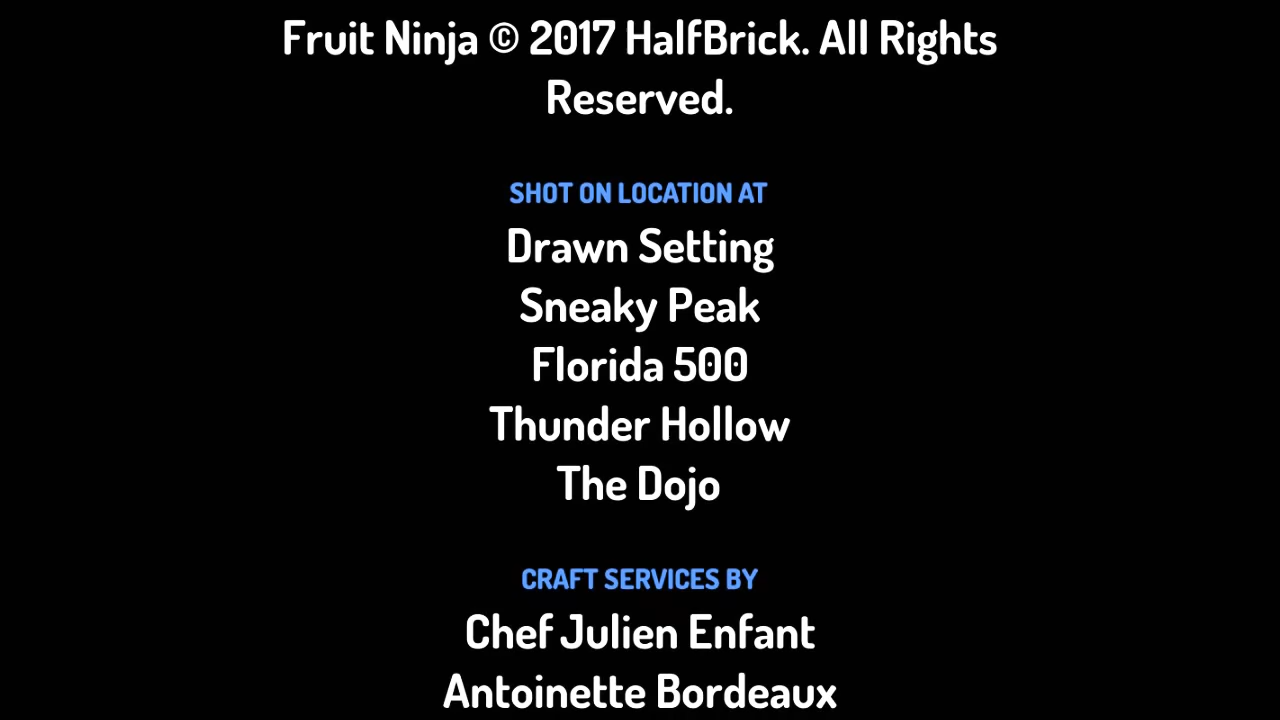 Fruit Ninja © 2017 HalfBrick. All Rights
Reserved.
SHOT ON LOCATION AT
Drawn Setting
Sneaky Peak
Florida 500
Thunder Hollow
The Dojo
CRAFT SERVICES BY
Chef Julien Enfant
Antoinette Bordeaux